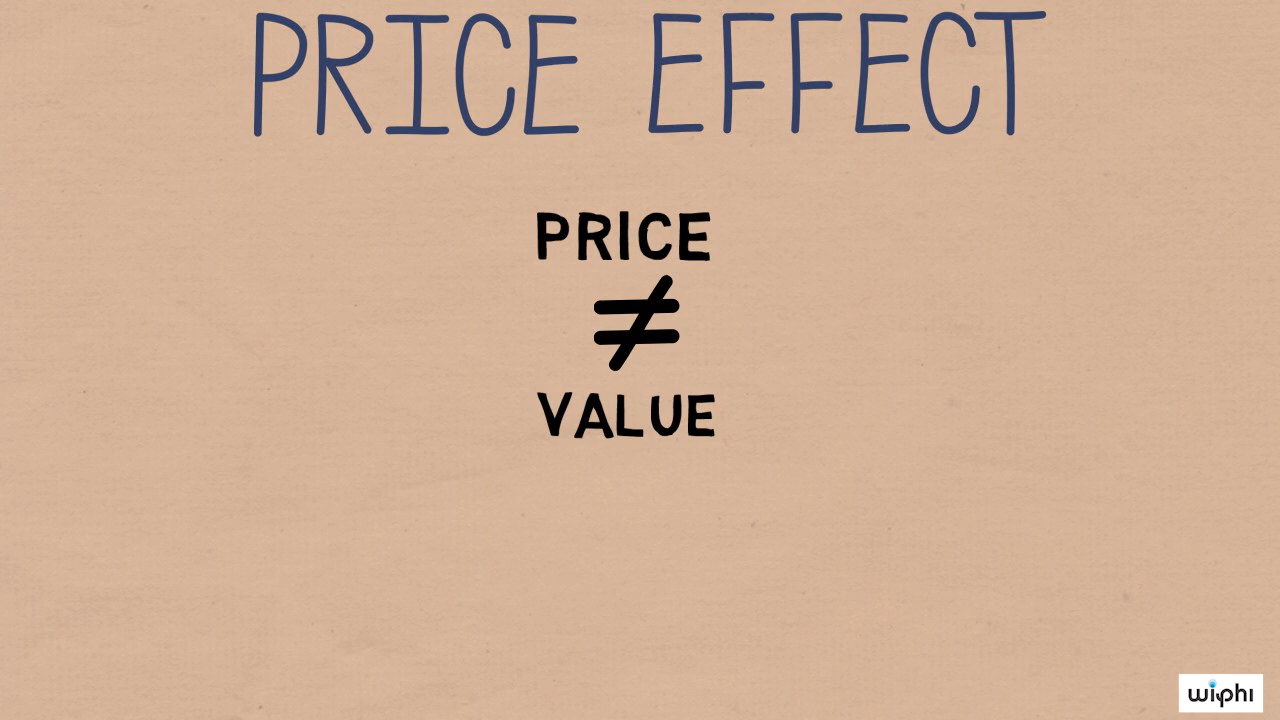 PRICE EFFECT
PRICE
≠
VALUE
wiphi